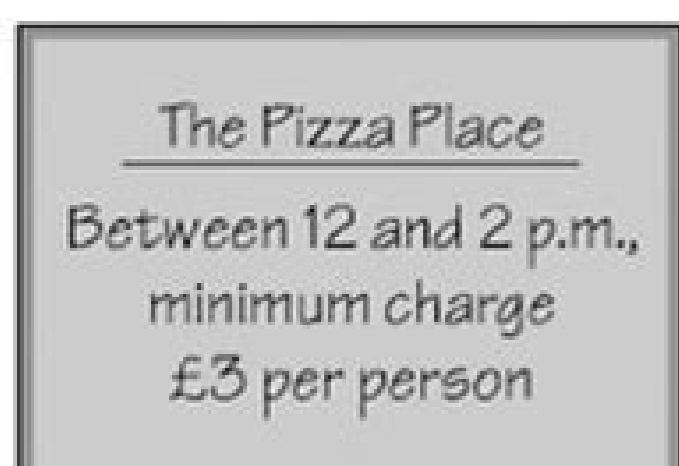 The Pizza Place
Between 12 and 2 p.m.,
minimum charge
£3 per person